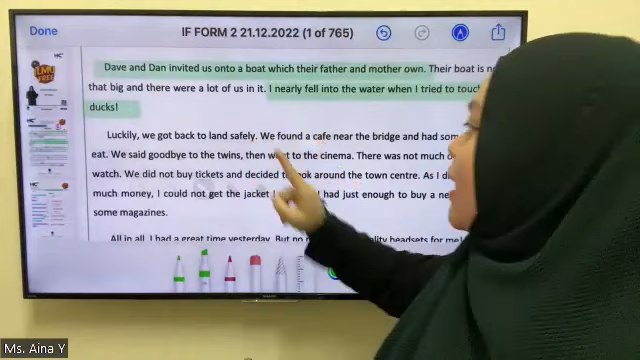 Done
IF FORM 2 21.12.2022 (1 of 765)
ILMU
TREE
Dave and Dan invited us onto a boat which their father and mother own. Their boat is
that big and there were a lot of us in it. I nearly fell into the water when I tried to touch
ducks!
Luckily, we got back to land safely. We found a cafe near the bridge and had
eat. We said goodbye to the twins, then went to the cinema. There was not much
watch. We did not buy tickets and decided to look around the town centre. As I
much money, I could not get the jacket I had just enough to buy a
some magazines.
All in all, I had a great time yesterday. But no headsets for me!
Ms. Aina Y